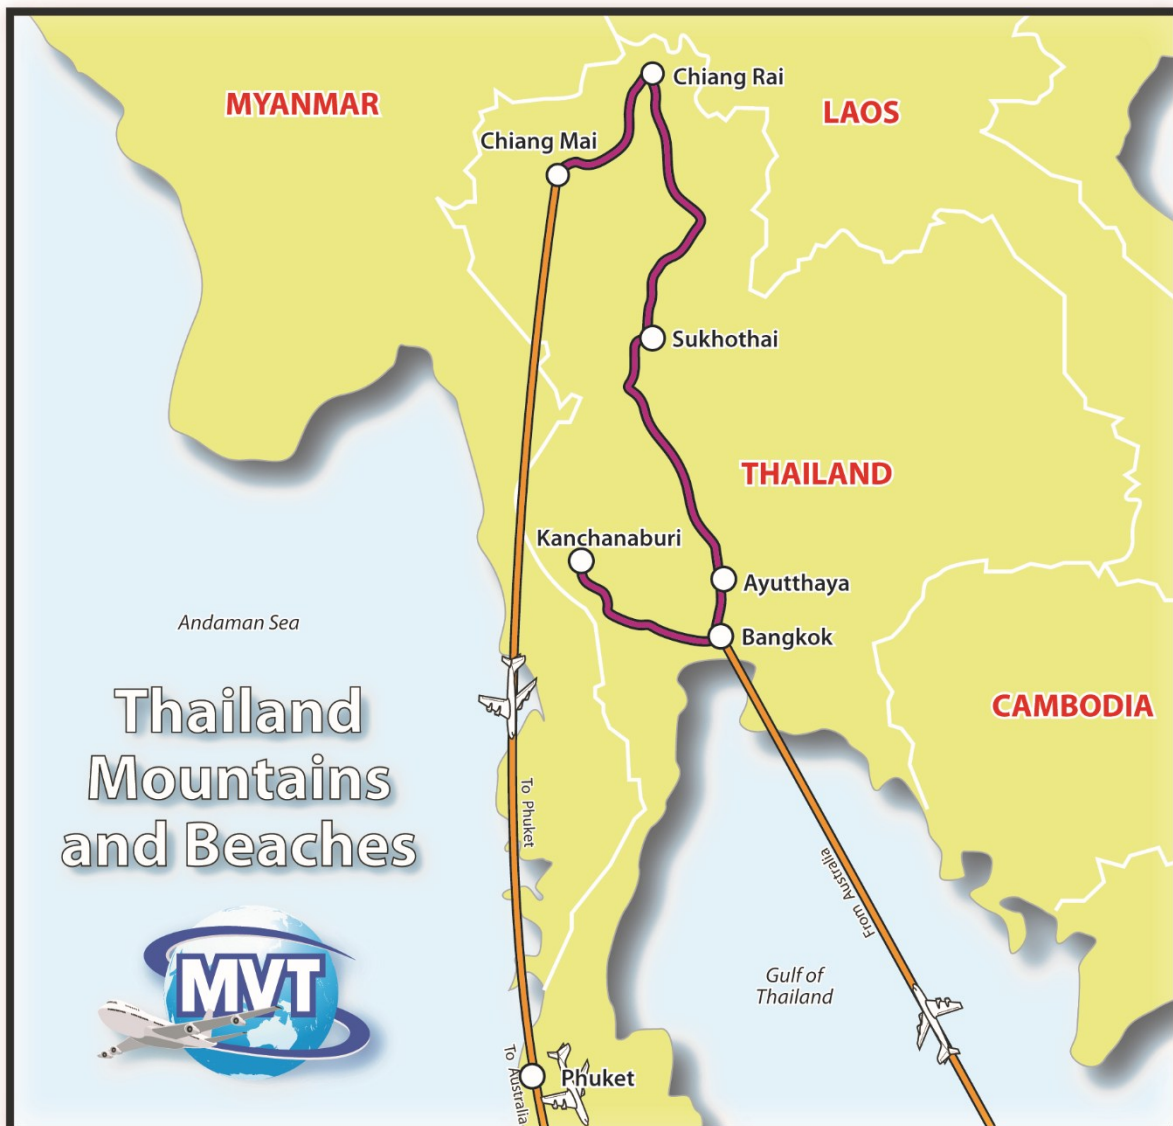 MYANMAR
Chiang Rai
LAOS
Chiang Mai
Sukhothai
THAILAND
Kanchanaburi
Ayutthaya
Bangkok
Andaman Sea
CAMBODIA
Thailand
Mountains
and Beaches
To Phuket
From Australia
MVT
Gulf of
Thailand
To Australia
Phuket